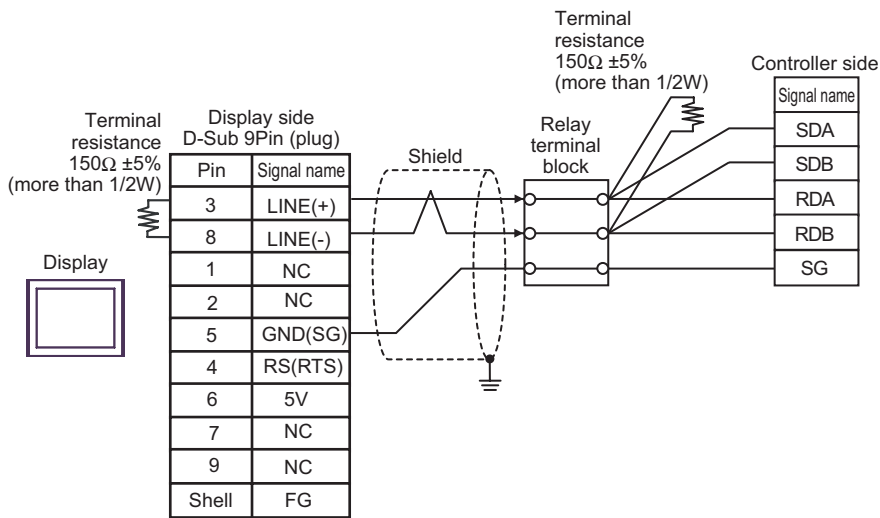 Terminal
resistance
150Ω ±5%
(more than 1/2W)
Controller side
Signal name
SDA
SDB
RDA
RDB
SG
Relay
terminal
block
Shield
Terminal
resistance
150Ω ±5%
(more than 1/2W)
Display side
D-Sub 9Pin (plug)
Pin Signal name
3 LINE(+)
8 LINE(-)
1 NC
2 NC
5 GND(SG)
4 RS(RTS)
6 5V
7 NC
9 NC
Shell FG
Display